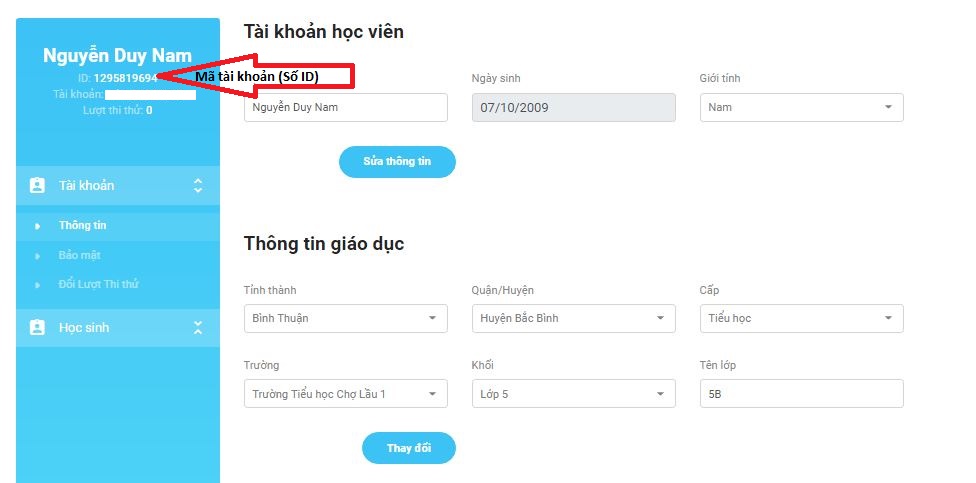 Nguyễn Duy Nam
ID: 1295819694
Tài khoản:
Lượt thi thử: 0
Tài khoản
Thông tin
Bảo mật
Đổi Lượt Thi thử
Học sinh
Mã tài khoản (Số ID)
Tài khoản học viên
Ngày sinh
Giới tính
Nguyễn Duy Nam
07/10/2009
Nam
Sửa thông tin
Thông tin giáo dục
Tỉnh thành
Quận/Huyện
Cấp
Bình Thuận
Huyện Bắc Bình
Tiểu học
Trường
Khối
Tên lớp
Trường Tiểu học Chợ Lầu 1
Lớp 5
5B
Thay đổi